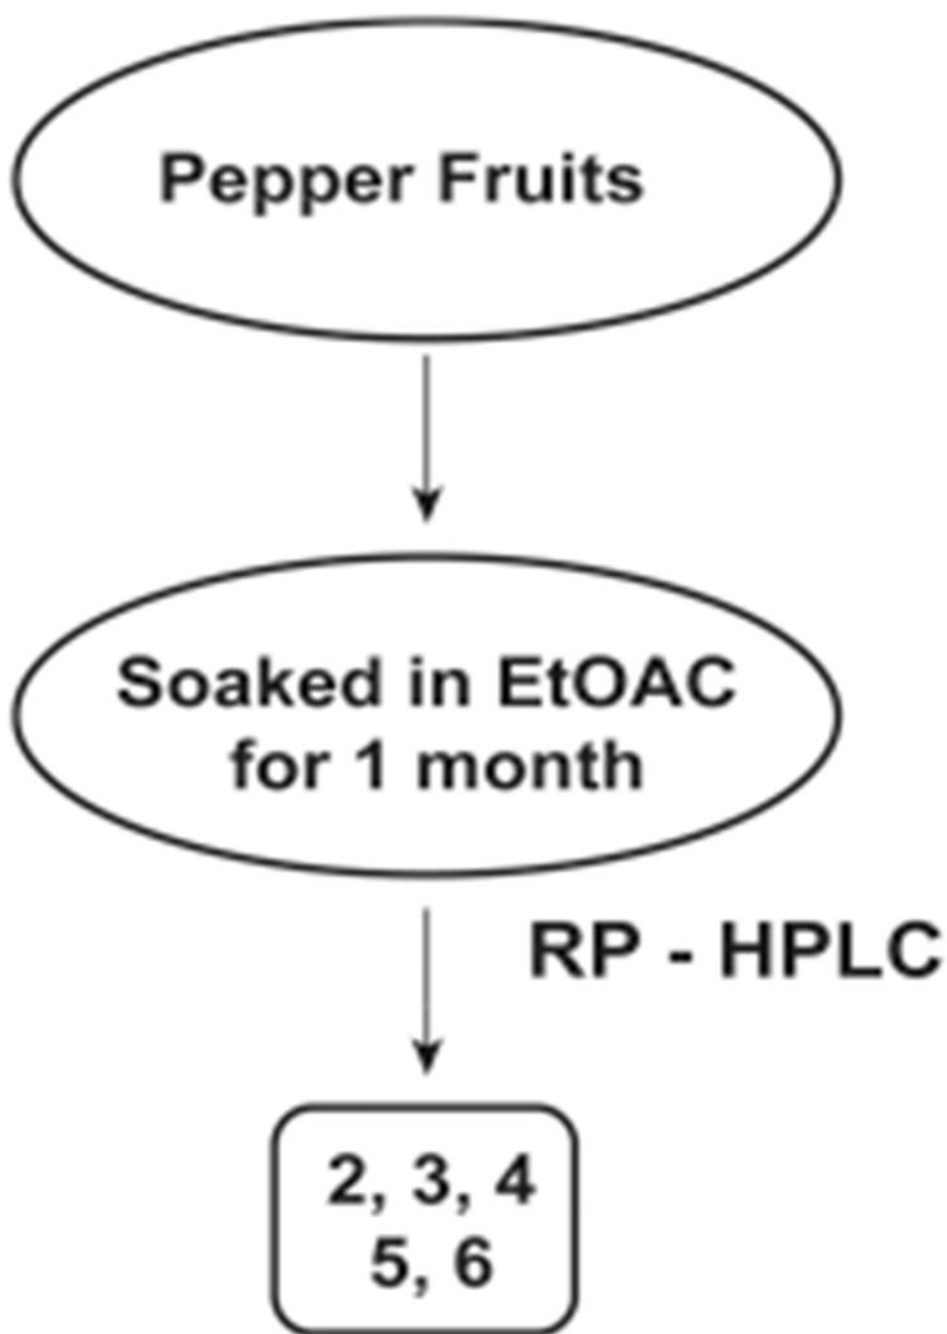 Pepper Fruits
Soaked in EtOAC
for 1 month
RP - HPLC
2, 3, 4
5, 6